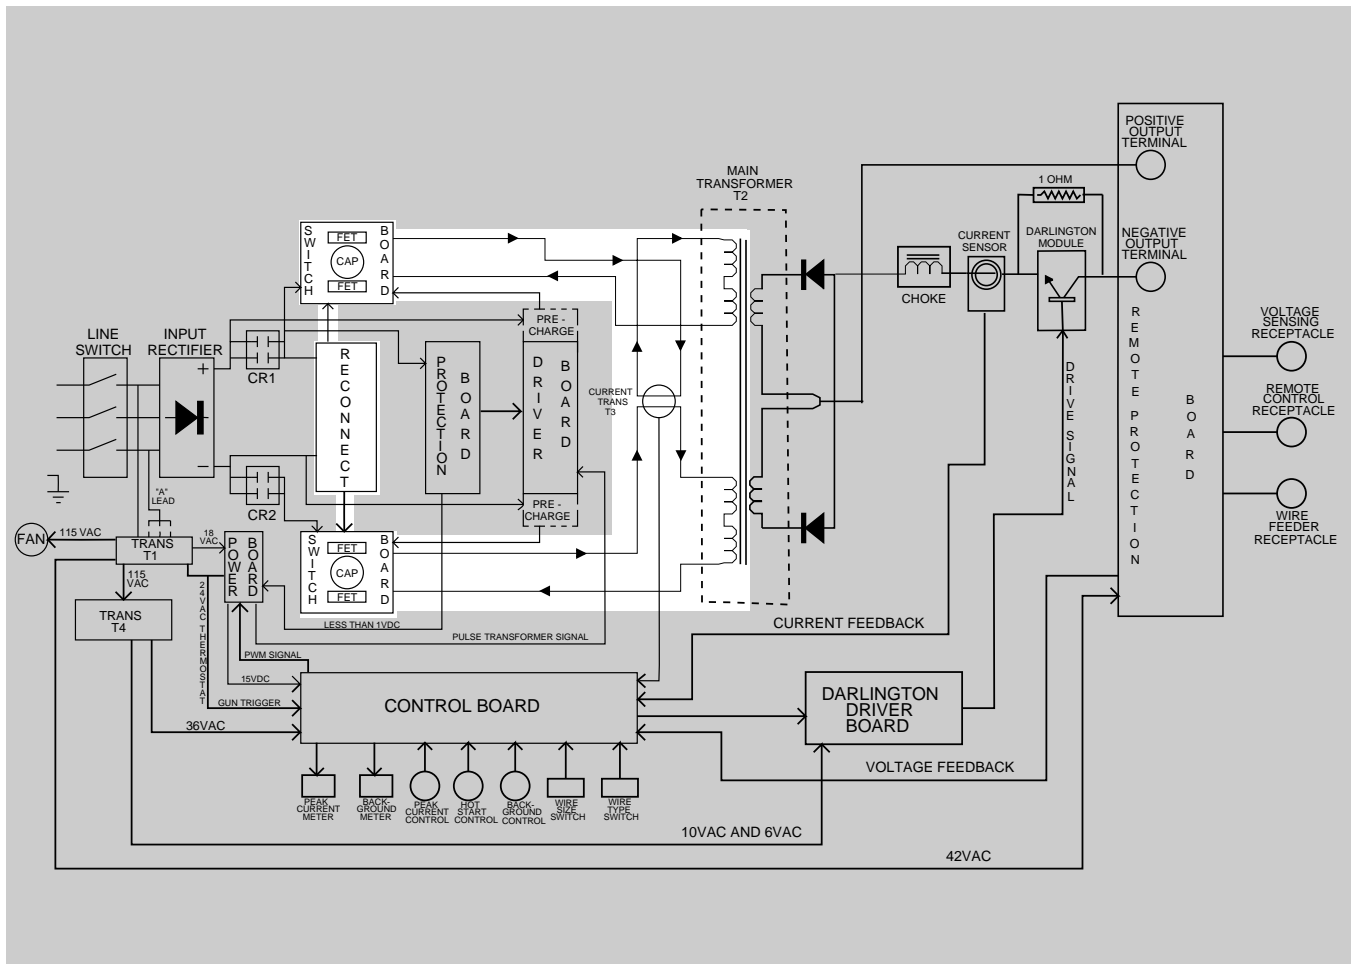 POSITIVE
OUTPUT
TERMINAL
MAIN
TRANSFORMER
T2
1 OHM
SWITCH
FET
CAP
FET
BOARD
CURRENT
SENSOR
DARLINGTON
MODULE
NEGATIVE
OUTPUT
TERMINAL
CHOKE
LINE
SWITCH
INPUT
RECTIFIER
+
−
CR1
CR2
RECONNECT
PROTECTION
BOARD
PRE -
CHARGE
DRIVER
BOARD
PRE -
CHARGE
CURRENT
TRANS
T3
DRIVE SIGNAL
REMOTE PROTECTION
BOARD
VOLTAGE
SENSING
RECEPTACLE
REMOTE
CONTROL
RECEPTACLE
WIRE
FEEDER
RECEPTACLE
"A"
LEAD
FAN
115 VAC
TRANS
T1
18
VAC
POWER
BOARD
SWITCH
FET
CAP
FET
BOARD
115
VAC
TRANS
T4
24VAC THERMOSTAT
LESS THAN 1VDC
PULSE TRANSFORMER SIGNAL
CURRENT FEEDBACK
PWM SIGNAL
15VDC
GUN TRIGGER
36VAC
CONTROL BOARD
DARLINGTON
DRIVER
BOARD
VOLTAGE FEEDBACK
PEAK
CURRENT
METER
BACK-
GROUND
METER
PEAK
CURRENT
CONTROL
HOT
START
CONTROL
BACK-
GROUND
CONTROL
WIRE
SIZE
SWITCH
WIRE
TYPE
SWITCH
10VAC AND 6VAC
42VAC